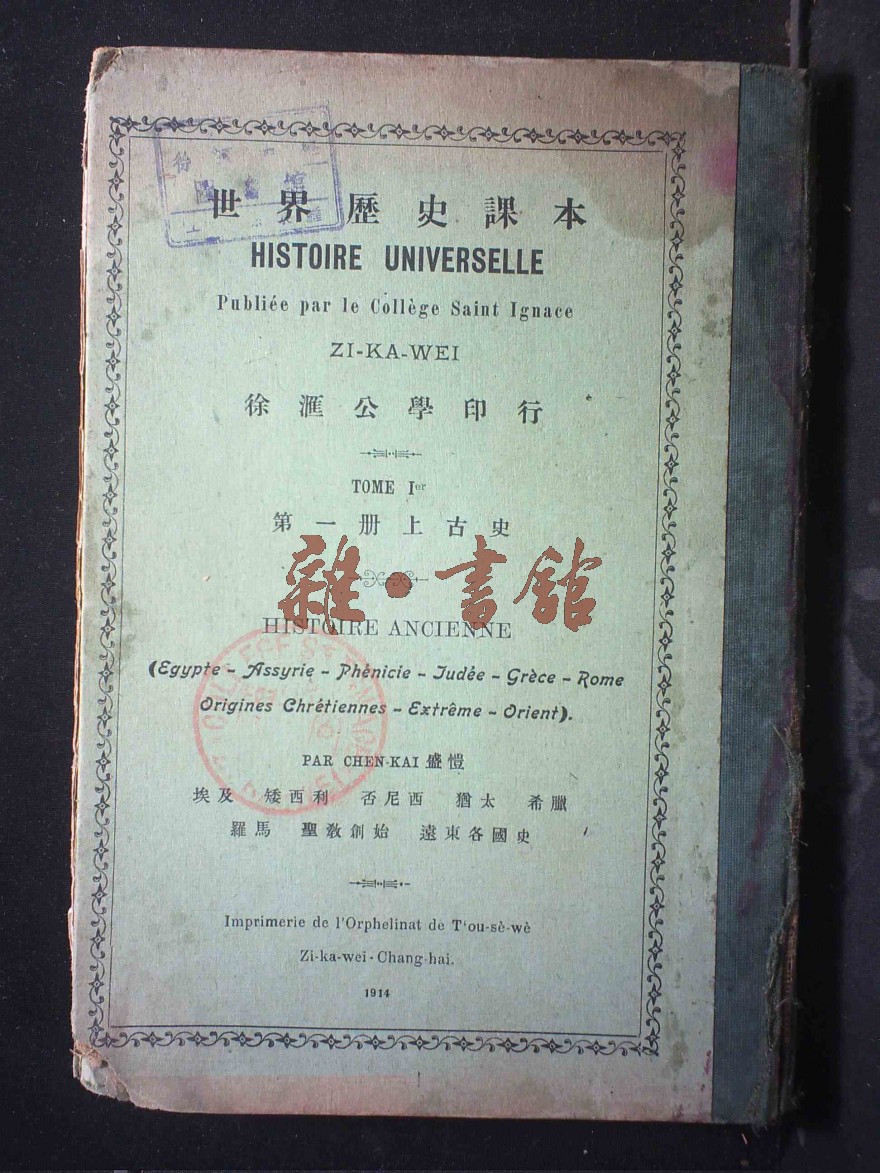 世界歷史課本
HISTOIRE UNIVERSELLE
Publiée par le Collège Saint Ignace
ZI-KA-WEI
徐滙公學印行
TOME Ier
第一册上古史
雜·書館
HISTOIRE ANCIENNE
(Egypte - Assyrie - Phénicie - Judée - Grèce - Rome
Origines Chrétiennes - Extrême - Orient).
PAR CHEN-KAI 盛愷
埃及 矮西利 否尼西 猶太 希臘
羅馬 聖敎創始 遠東各國史
Imprimerie de l'Orphelinat de T'ou-sè-wè
Zi-ka-wei - Chang-hai.
1914